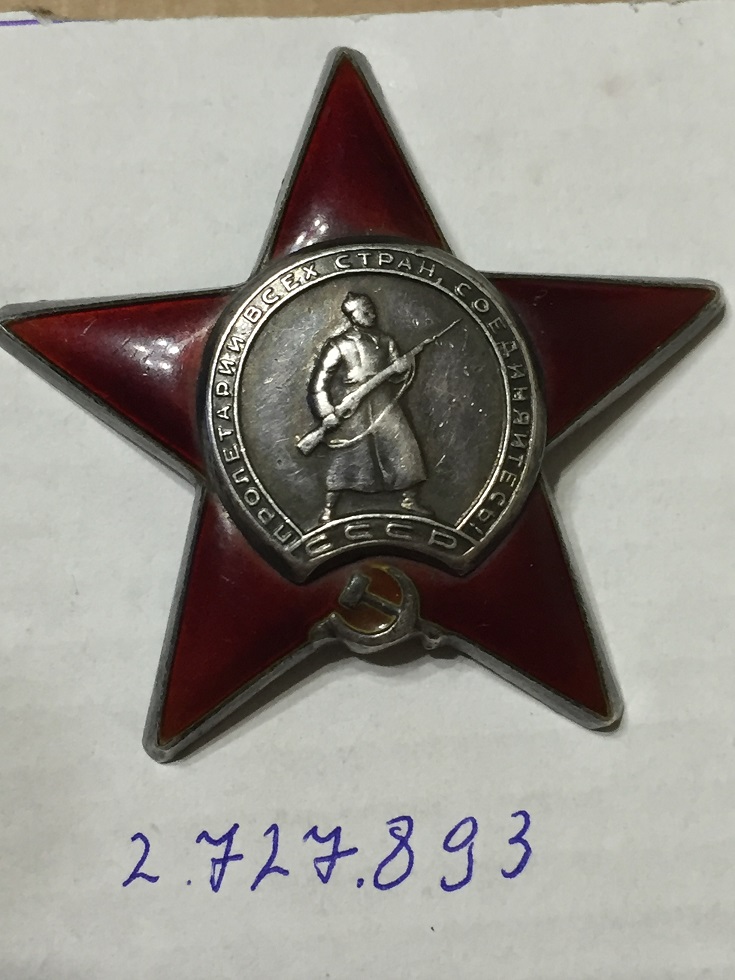 ПРОЛЕТАРИИ ВСЕХ СТРАН, СОЕДИНЯЙТЕСЬ!
СССР
2.727.893